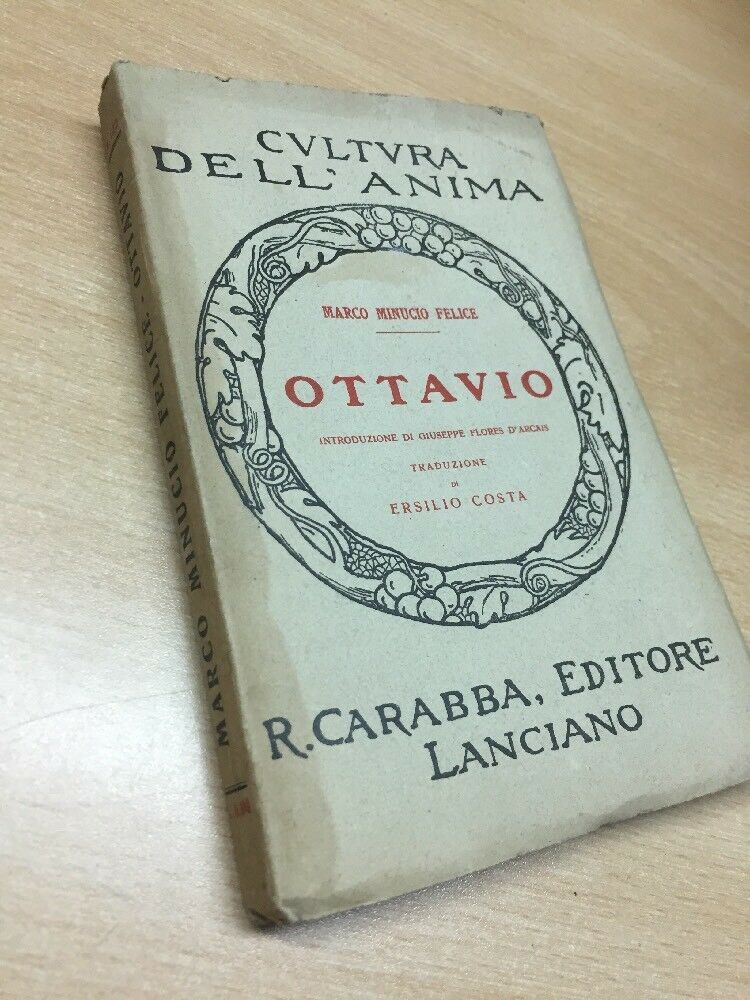 CVLTVRA
DELL' ANIMA
MARCO MINUCIO FELICE
OTTAVIO
INTRODUZIONE DI GIUSEPPE FLORES D'ARCAIS
TRADUZIONE
DI
ERSILIO COSTA
R. CARABBA, EDITORE
LANCIANO
MARCO MINUCIO FELICE - OTTAVIO